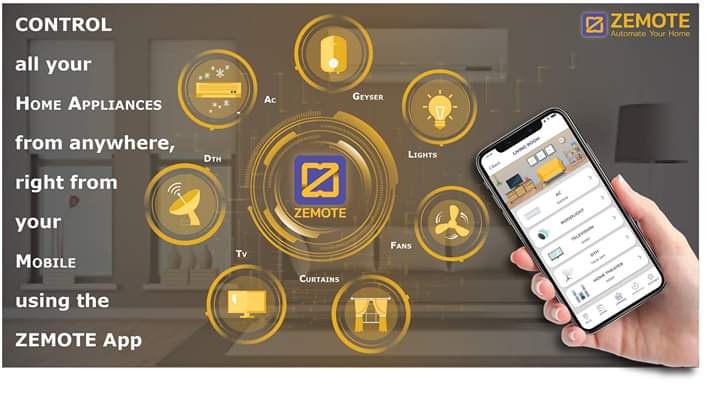 CONTROL
all your
HOME APPLIANCES
from anywhere,
right from
your
MOBILE
using the
ZEMOTE App
ZEMOTE
Automate Your Home
GEYSER
AC
LIGHTS
DTH
ZEMOTE
FANS
TV
CURTAINS
LIVING ROOM
AC
TELEVISION
DTH
HOME THEATER